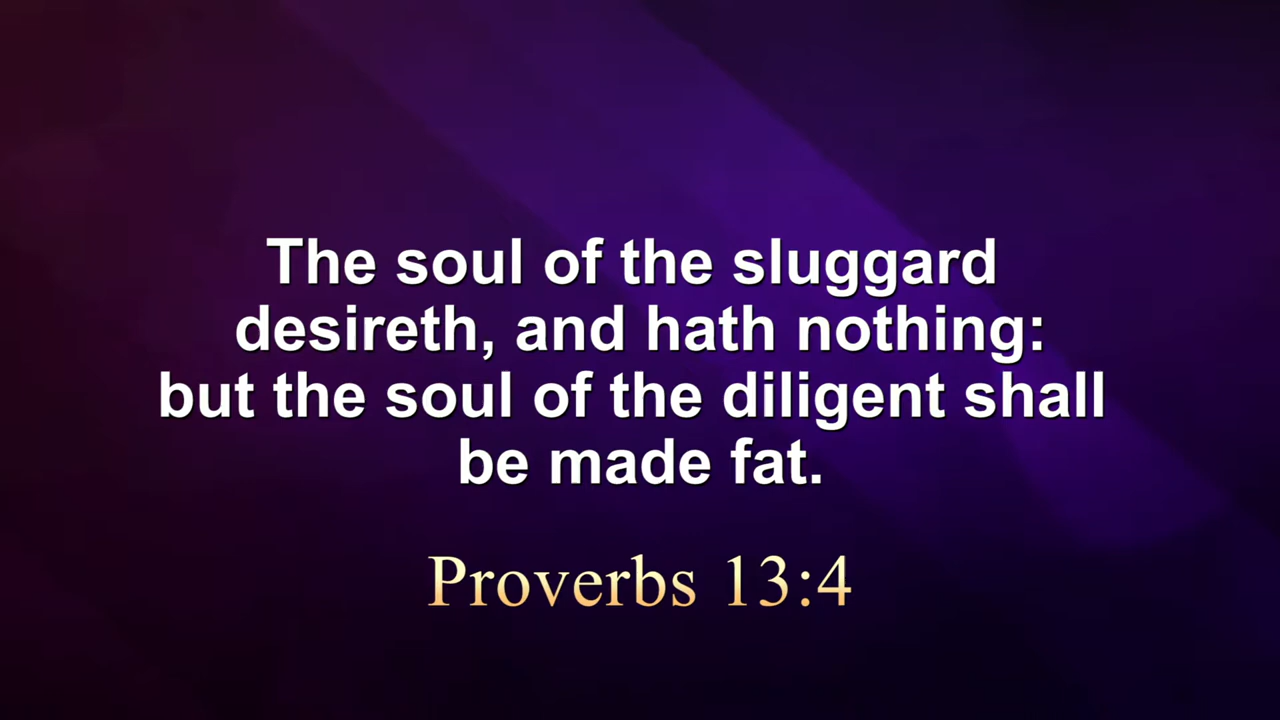 The soul of the sluggard
desireth, and hath nothing:
but the soul of the diligent shall
be made fat.
Proverbs 13:4